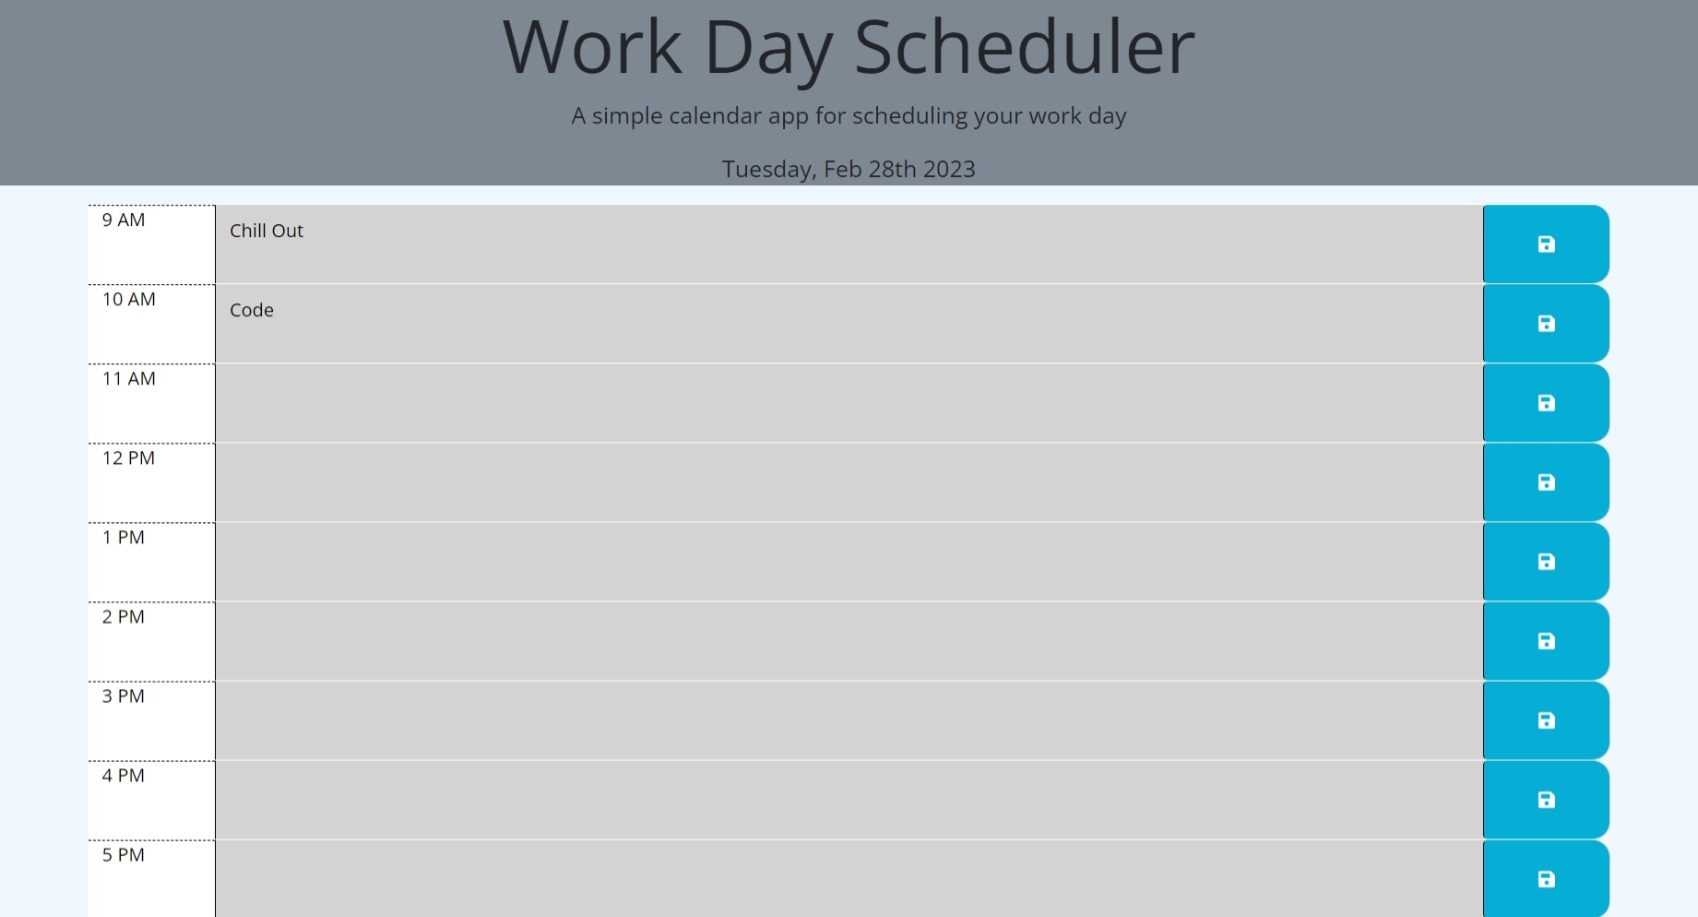 Work Day Scheduler
A simple calendar app for scheduling your work day
Tuesday, Feb 28th 2023
9 AM
Chill Out
10 AM
Code
11 AM
12 PM
1 PM
2 PM
3 PM
4 PM
5 PM